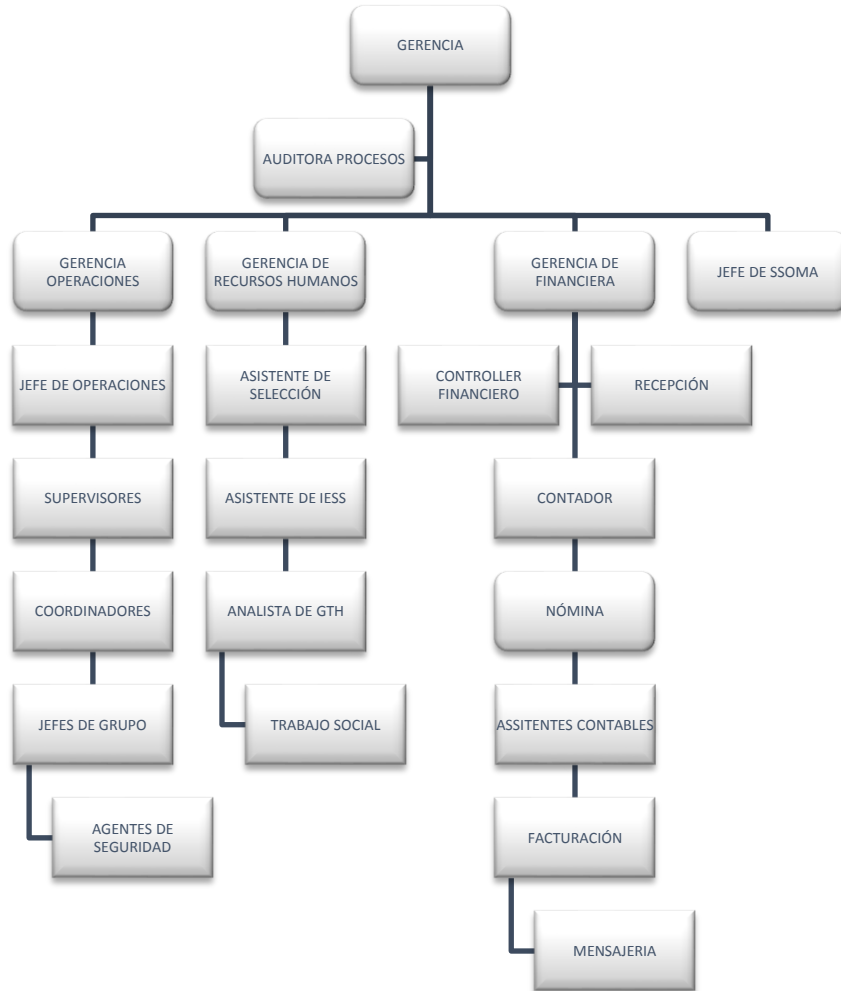 GERENCIA
AUDITORA PROCESOS
GERENCIA
OPERACIONES
GERENCIA DE
RECURSOS HUMANOS
GERENCIA DE
FINANCIERA
JEFE DE SSOMA
JEFE DE OPERACIONES
ASISTENTE DE
SELECCIÓN
CONTROLLER
FINANCIERO
RECEPCIÓN
SUPERVISORES
ASISTENTE DE IESS
CONTADOR
COORDINADORES
ANALISTA DE GTH
NÓMINA
JEFES DE GRUPO
TRABAJO SOCIAL
ASSITENTES CONTABLES
AGENTES DE
SEGURIDAD
FACTURACIÓN
MENSAJERIA